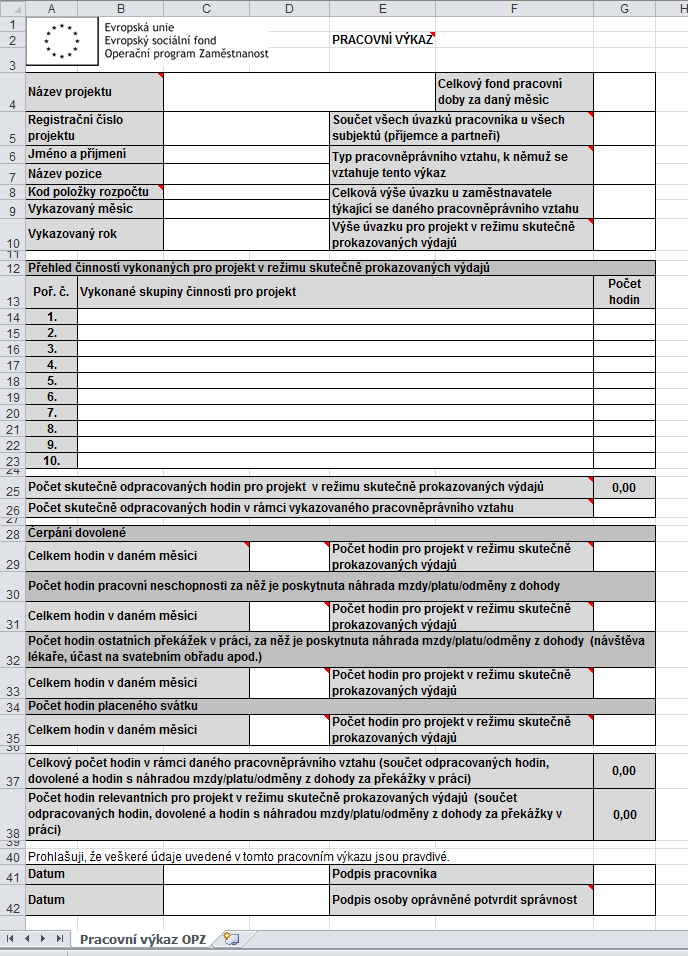 A B C D E F G H
1 Evropská unie
Evropský sociální fond
2 PRACOVNÍ VÝKAZ
3 Operační program Zaměstnanost
4 Název projektu Celkový fond pracovní
doby za daný měsíc
5 Registrační číslo
projektu Součet všech úvazků pracovníka u všech
subjektů (příjemce a partneři)
6 Jméno a příjmení Typ pracovněprávního vztahu, k němuž se
vztahuje tento výkaz
7 Název pozice
8 Kod položky rozpočtu Celková výše úvazku u zaměstnavatele
týkající se daného pracovněprávního vztahu
9 Vykazovaný měsíc
10 Vykazovaný rok Výše úvazku pro projekt v režimu skutečně
prokazovaných výdajů
11
12 Přehled činností vykonaných pro projekt v režimu skutečně prokazovaných výdajů
13 Poř. č. Vykonané skupiny činností pro projekt Počet
hodin
14 1.
15 2.
16 3.
17 4.
18 5.
19 6.
20 7.
21 8.
22 9.
23 10.
24
25 Počet skutečně odpracovaných hodin pro projekt v režimu skutečně prokazovaných výdajů 0,00
26 Počet skutečně odpracovaných hodin v rámci vykazovaného pracovněprávního vztahu
27
28 Čerpání dovolené
29 Celkem hodin v daném měsíci Počet hodin pro projekt v režimu skutečně
prokazovaných výdajů
30 Počet hodin pracovní neschopnosti za něž je poskytnuta náhrada mzdy/platu/odměny z dohody
31 Celkem hodin v daném měsíci Počet hodin pro projekt v režimu skutečně
prokazovaných výdajů
32 Počet hodin ostatních překážek v práci, za něž je poskytnuta náhrada mzdy/platu/odměny z dohody (návštěva
lékaře, účast na svatebním obřadu apod.)
33 Celkem hodin v daném měsíci Počet hodin pro projekt v režimu skutečně
prokazovaných výdajů
34 Počet hodin placeného svátku
35 Celkem hodin v daném měsíci Počet hodin pro projekt v režimu skutečně
prokazovaných výdajů
36
37 Celkový počet hodin v rámci daného pracovněprávního vztahu (součet odpracovaných hodin,
dovolené a hodin s náhradou mzdy/platu/odměny z dohody za překážky v práci) 0,00
38 Počet hodin relevantních pro projekt v režimu skutečně prokazovaných výdajů (součet
odpracovaných hodin, dovolené a hodin s náhradou mzdy/platu/odměny z dohody za překážky v
práci) 0,00
39
40 Prohlašuji, že veškeré údaje uvedené v tomto pracovním výkazu jsou pravdivé.
41 Datum Podpis pracovníka
42 Datum Podpis osoby oprávněné potvrdit správnost
Pracovní výkaz OPZ